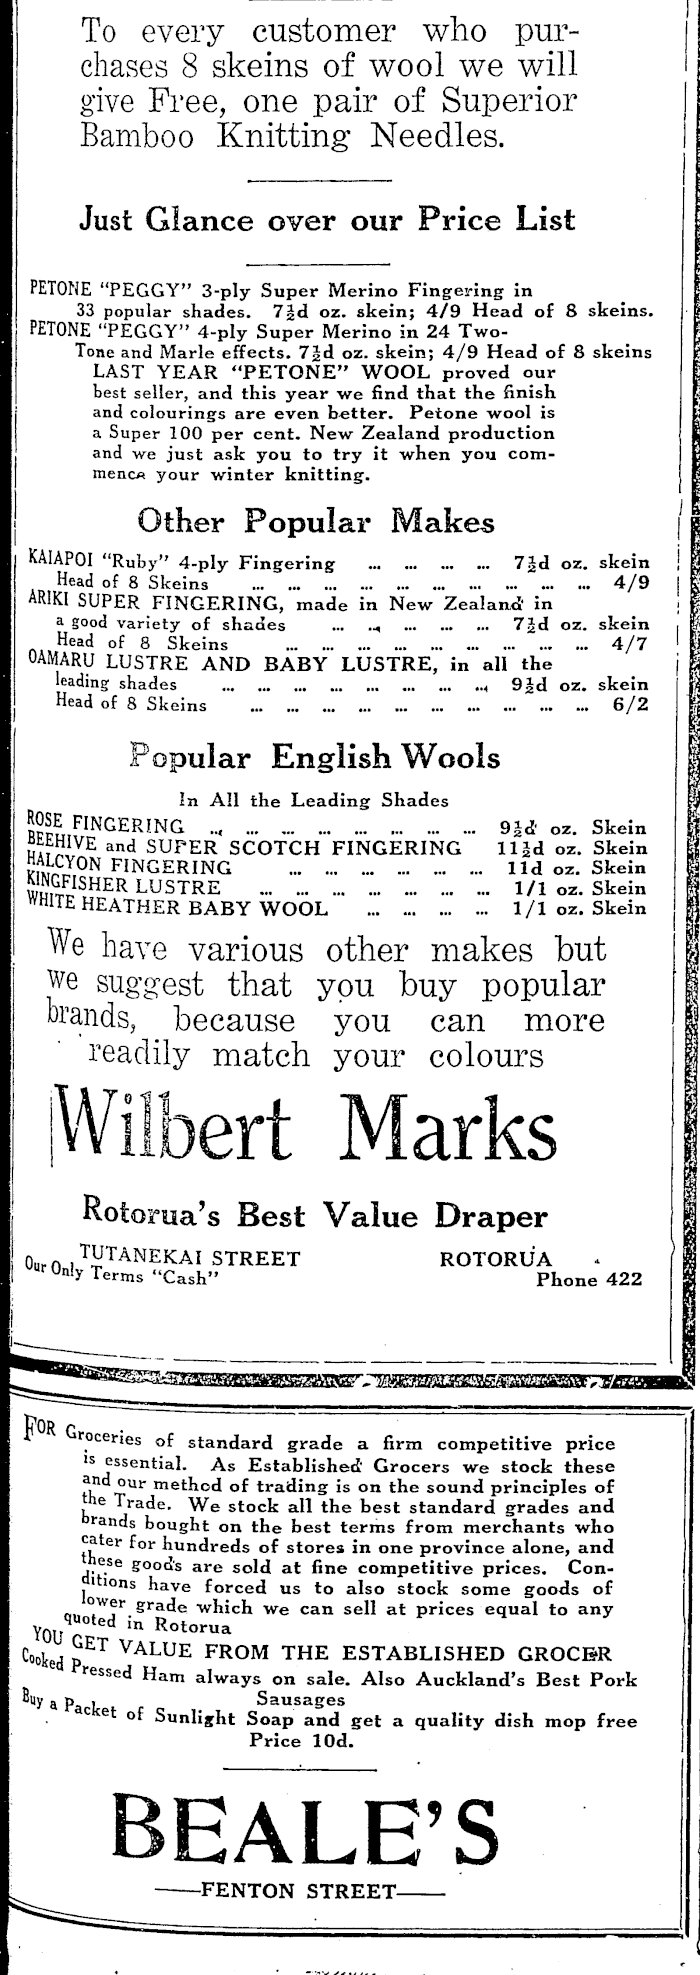 To every customer who pur-
chases 8 skeins of wool we will
give Free, one pair of Superior
Bamboo Knitting Needles.
Just Glance over our Price List
PETONE "PEGGY" 3-ply Super Merino Fingering in
33 popular shades. 7½d oz. skein; 4/9 Head of 8 skeins.
PETONE "PEGGY" 4-ply Super Merino in 24 Two-
Tone and Marle effects. 7½d oz. skein; 4/9 Head of 8 skeins
LAST YEAR "PETONE" WOOL proved our
best seller, and this year we find that the finish
and colourings are even better. Petone wool is
a Super 100 per cent. New Zealand production
and we just ask you to try it when you com-
mence your winter knitting.
Other Popular Makes
KAIAPOI "Ruby" 4-ply Fingering ... ... ... ... 7½d oz. skein
Head of 8 Skeins ... ... ... ... ... ... ... ... ... ... 4/9
ARIKI SUPER FINGERING, made in New Zealand in
a good variety of shades ... ... ... ... ... 7½d oz. skein
Head of 8 Skeins ... ... ... ... ... ... ... ... ... 4/7
OAMARU LUSTRE AND BABY LUSTRE, in all the
leading shades ... ... ... ... ... ... ... ... 9½d oz. skein
Head of 8 Skeins ... ... ... ... ... ... ... ... ... ... 6/2
Popular English Wools
In All the Leading Shades
ROSE FINGERING ... ... ... ... ... ... ... ... 9½d oz. Skein
BEEHIVE and SUPER SCOTCH FINGERING 11½d oz. Skein
HALCYON FINGERING ... ... ... ... ... ... 11d oz. Skein
KINGFISHER LUSTRE ... ... ... ... ... ... ... 1/1 oz. Skein
WHITE HEATHER BABY WOOL ... ... ... ... 1/1 oz. Skein
We have various other makes but
we suggest that you buy popular
brands, because you can more
readily match your colours
Wilbert Marks
Rotorua's Best Value Draper
TUTANEKAI STREET ROTORUA
Our Only Terms "Cash" Phone 422
FOR Groceries of standard grade a firm competitive price
is essential. As Established Grocers we stock these
and our method of trading is on the sound principles of
the Trade. We stock all the best standard grades and
brands bought on the best terms from merchants who
cater for hundreds of stores in one province alone, and
these goods are sold at fine competitive prices. Con-
ditions have forced us to also stock some goods of
lower grade which we can sell at prices equal to any
quoted in Rotorua
YOU GET VALUE FROM THE ESTABLISHED GROCER
Cooked Pressed Ham always on sale. Also Auckland's Best Pork
Sausages
Buy a Packet of Sunlight Soap and get a quality dish mop free
Price 10d.
BEALE'S
—FENTON STREET—